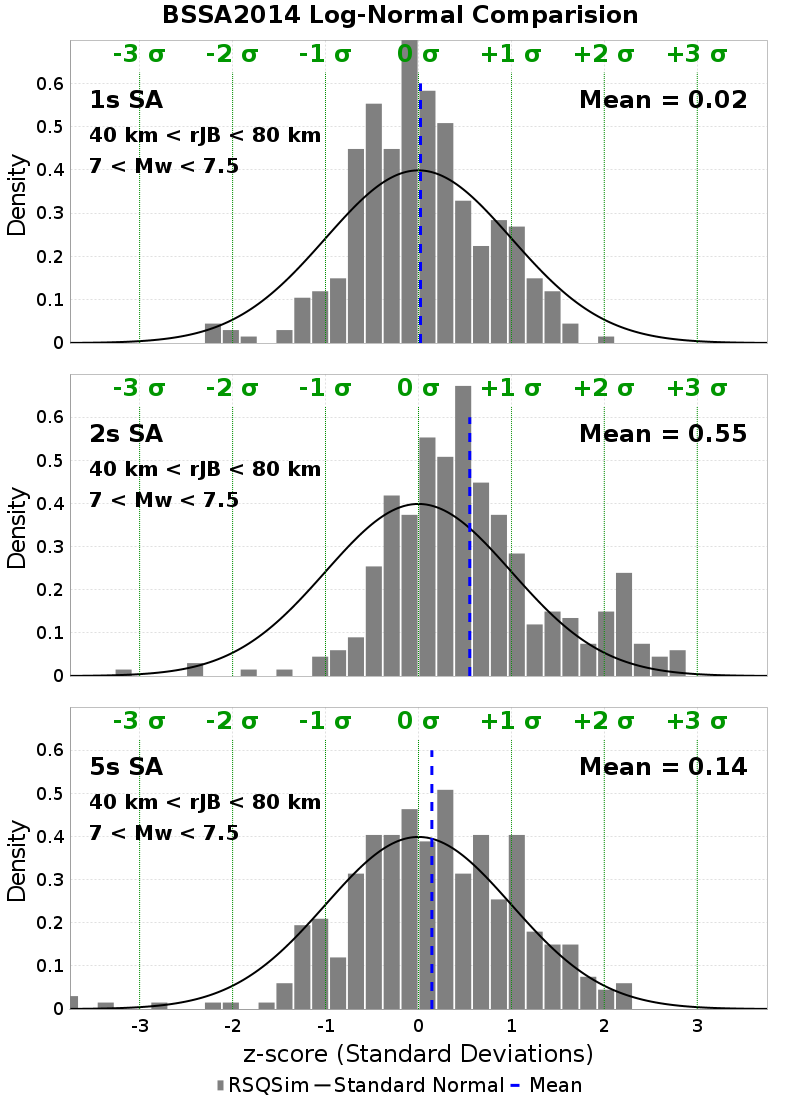 BSSA2014 Log-Normal Comparision
-3 σ -2 σ -1 σ 0 σ +1 σ +2 σ +3 σ
1s SA Mean = 0.02
40 km < rJB < 80 km
7 < Mw < 7.5
Density
0.6
0.5
0.4
0.3
0.2
0.1
0
-3 σ -2 σ -1 σ 0 σ +1 σ +2 σ +3 σ
2s SA Mean = 0.55
40 km < rJB < 80 km
7 < Mw < 7.5
Density
0.6
0.5
0.4
0.3
0.2
0.1
0
-3 σ -2 σ -1 σ 0 σ +1 σ +2 σ +3 σ
5s SA Mean = 0.14
40 km < rJB < 80 km
7 < Mw < 7.5
Density
0.6
0.5
0.4
0.3
0.2
0.1
0
-3 -2 -1 0 1 2 3
z-score (Standard Deviations)
RSQSim Standard Normal Mean